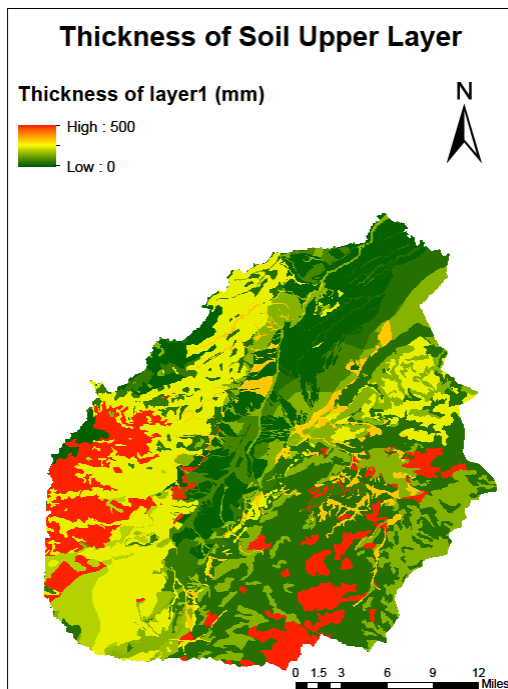 Thickness of Soil Upper Layer
Thickness of layer1 (mm)
High : 500
Low : 0
N
0 1.5 3 6 9 12
Miles